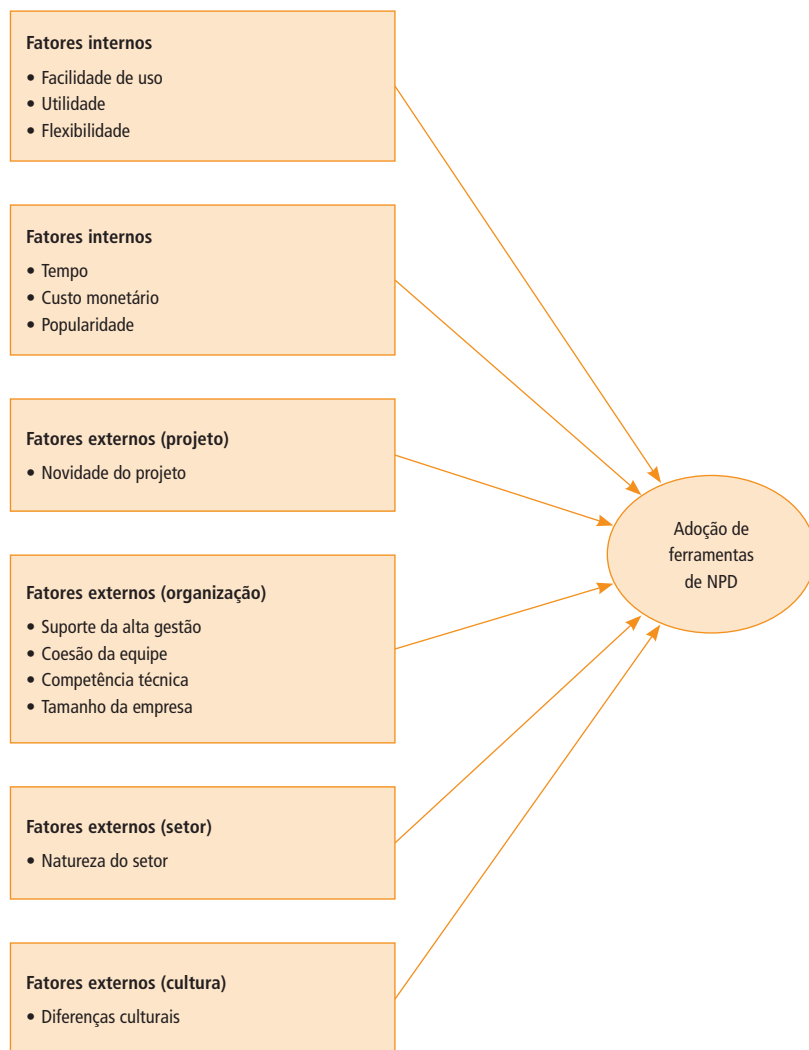 Fatores internos
• Facilidade de uso
• Utilidade
• Flexibilidade
Fatores internos
• Tempo
• Custo monetário
• Popularidade
Fatores externos (projeto)
• Novidade do projeto
Fatores externos (organização)
• Suporte da alta gestão
• Coesão da equipe
• Competência técnica
• Tamanho da empresa
Fatores externos (setor)
• Natureza do setor
Fatores externos (cultura)
• Diferenças culturais
Adoção de
ferramentas
de NPD